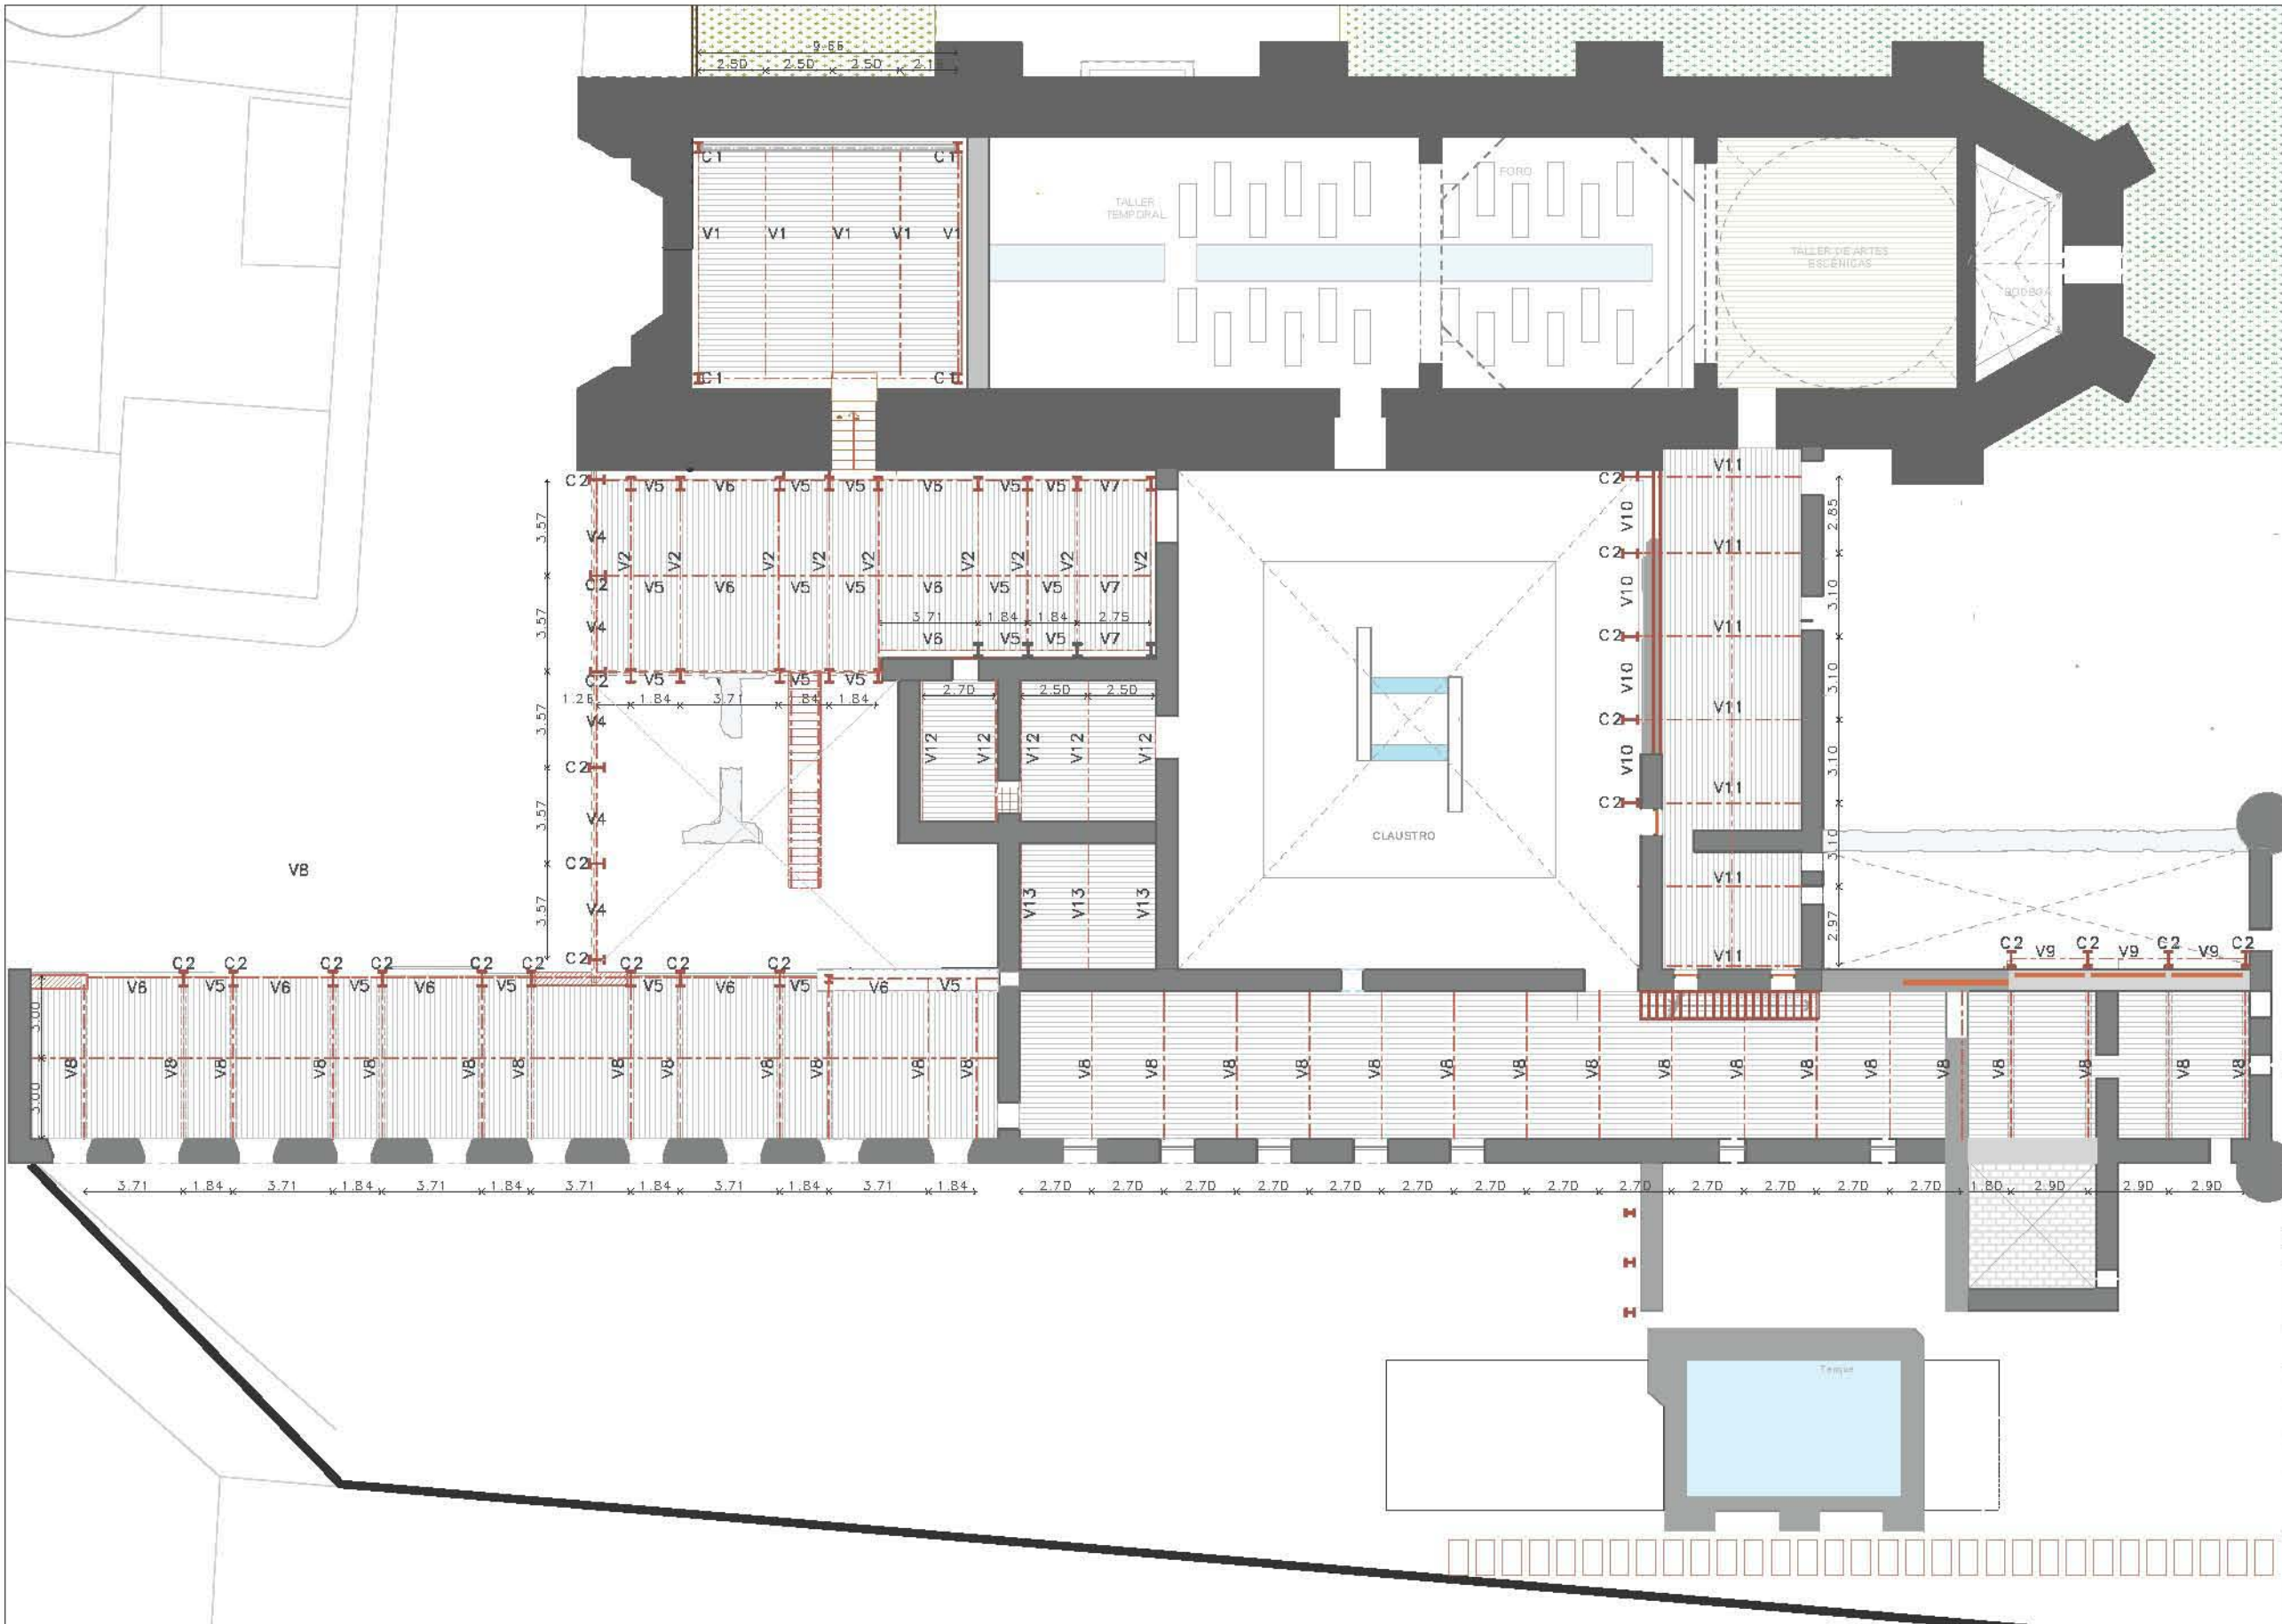 9.66
2.50 2.50 2.50
C1 C1
V1 V1 V1 V1 V1
C1
TALLER
TEMPORAL
FORO
TALLER DE ARTES
ESCÉNICAS
BODEGA
C2 V5 V6 V5 V5 V6 V5 V5 V7
3.57 V4 V2 V2 V2 V2 V2 V2 V2 V2 V2
C2 V5 V6 V5 V5 V6 V5 V5 V7
3.57 V4
3.71 1.84 1.84 2.75
V6 V5 V5 V7
C2 V5 V5 V5
1.84 3.71 1.84 1.84
3.57 V4
C2
3.57 V4
C2
3.57 V4
C2
2.70 2.50 2.50
V12 V12 V12 V12 V12
V13 V13 V13
CLAUSTRO
V8
C2 V11
V10 2.85
C2 V11
V10 3.10
C2 V11
V10 3.10
C2 V11
V10 3.10
C2 V11
3.10
V11
2.97
V11
C2 C2 C2 C2
V9 V9 V9
C2 C2 C2 C2 C2 C2 C2 C2 C2
V6 V5 V6 V5 V6 V5 V5 V6 V5 V6 V5
3.00
3.00
V8 V8 V8 V8 V8 V8 V8 V8 V8 V8 V8 V8 V8
V8 V8 V8 V8 V8 V8 V8 V8 V8 V8 V8 V8 V8 V8 V8 V8 V8
3.71 1.84 3.71 1.84 3.71 1.84 3.71 1.84 3.71 1.84 3.71 1.84
2.70 2.70 2.70 2.70 2.70 2.70 2.70 2.70 2.70 2.70 2.70 2.70 2.70 1.80 2.90 2.90 2.90